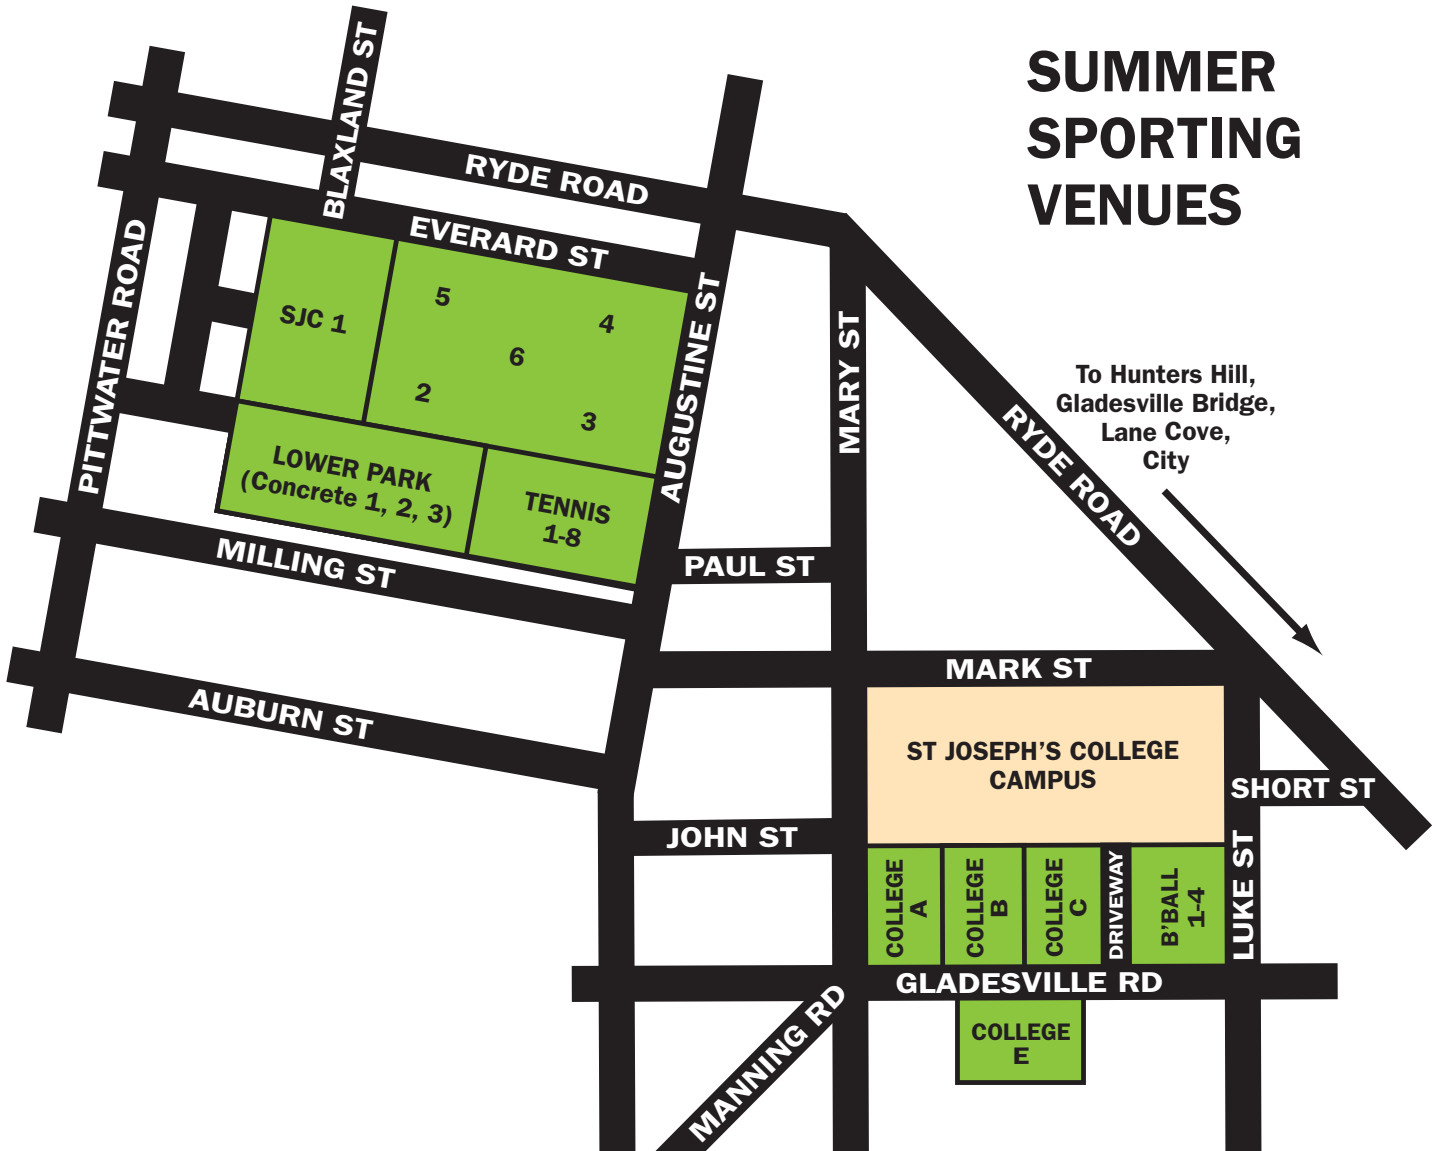 SUMMER
SPORTING
VENUES
BLAXLAND ST
RYDE ROAD
EVERARD ST
PITTWATER ROAD
SJC 1
5
4
6
2
3
AUGUSTINE ST
MARY ST
To Hunters Hill,
Gladesville Bridge,
Lane Cove,
City
RYDE ROAD
LOWER PARK
(Concrete 1, 2, 3)
TENNIS
1-8
MILLING ST
PAUL ST
MARK ST
AUBURN ST
ST JOSEPH'S COLLEGE
CAMPUS
SHORT ST
JOHN ST
COLLEGE
A
COLLEGE
B
COLLEGE
C
DRIVEWAY
B'BALL
1-4
LUKE ST
GLADESVILLE RD
MANNING RD
COLLEGE
E